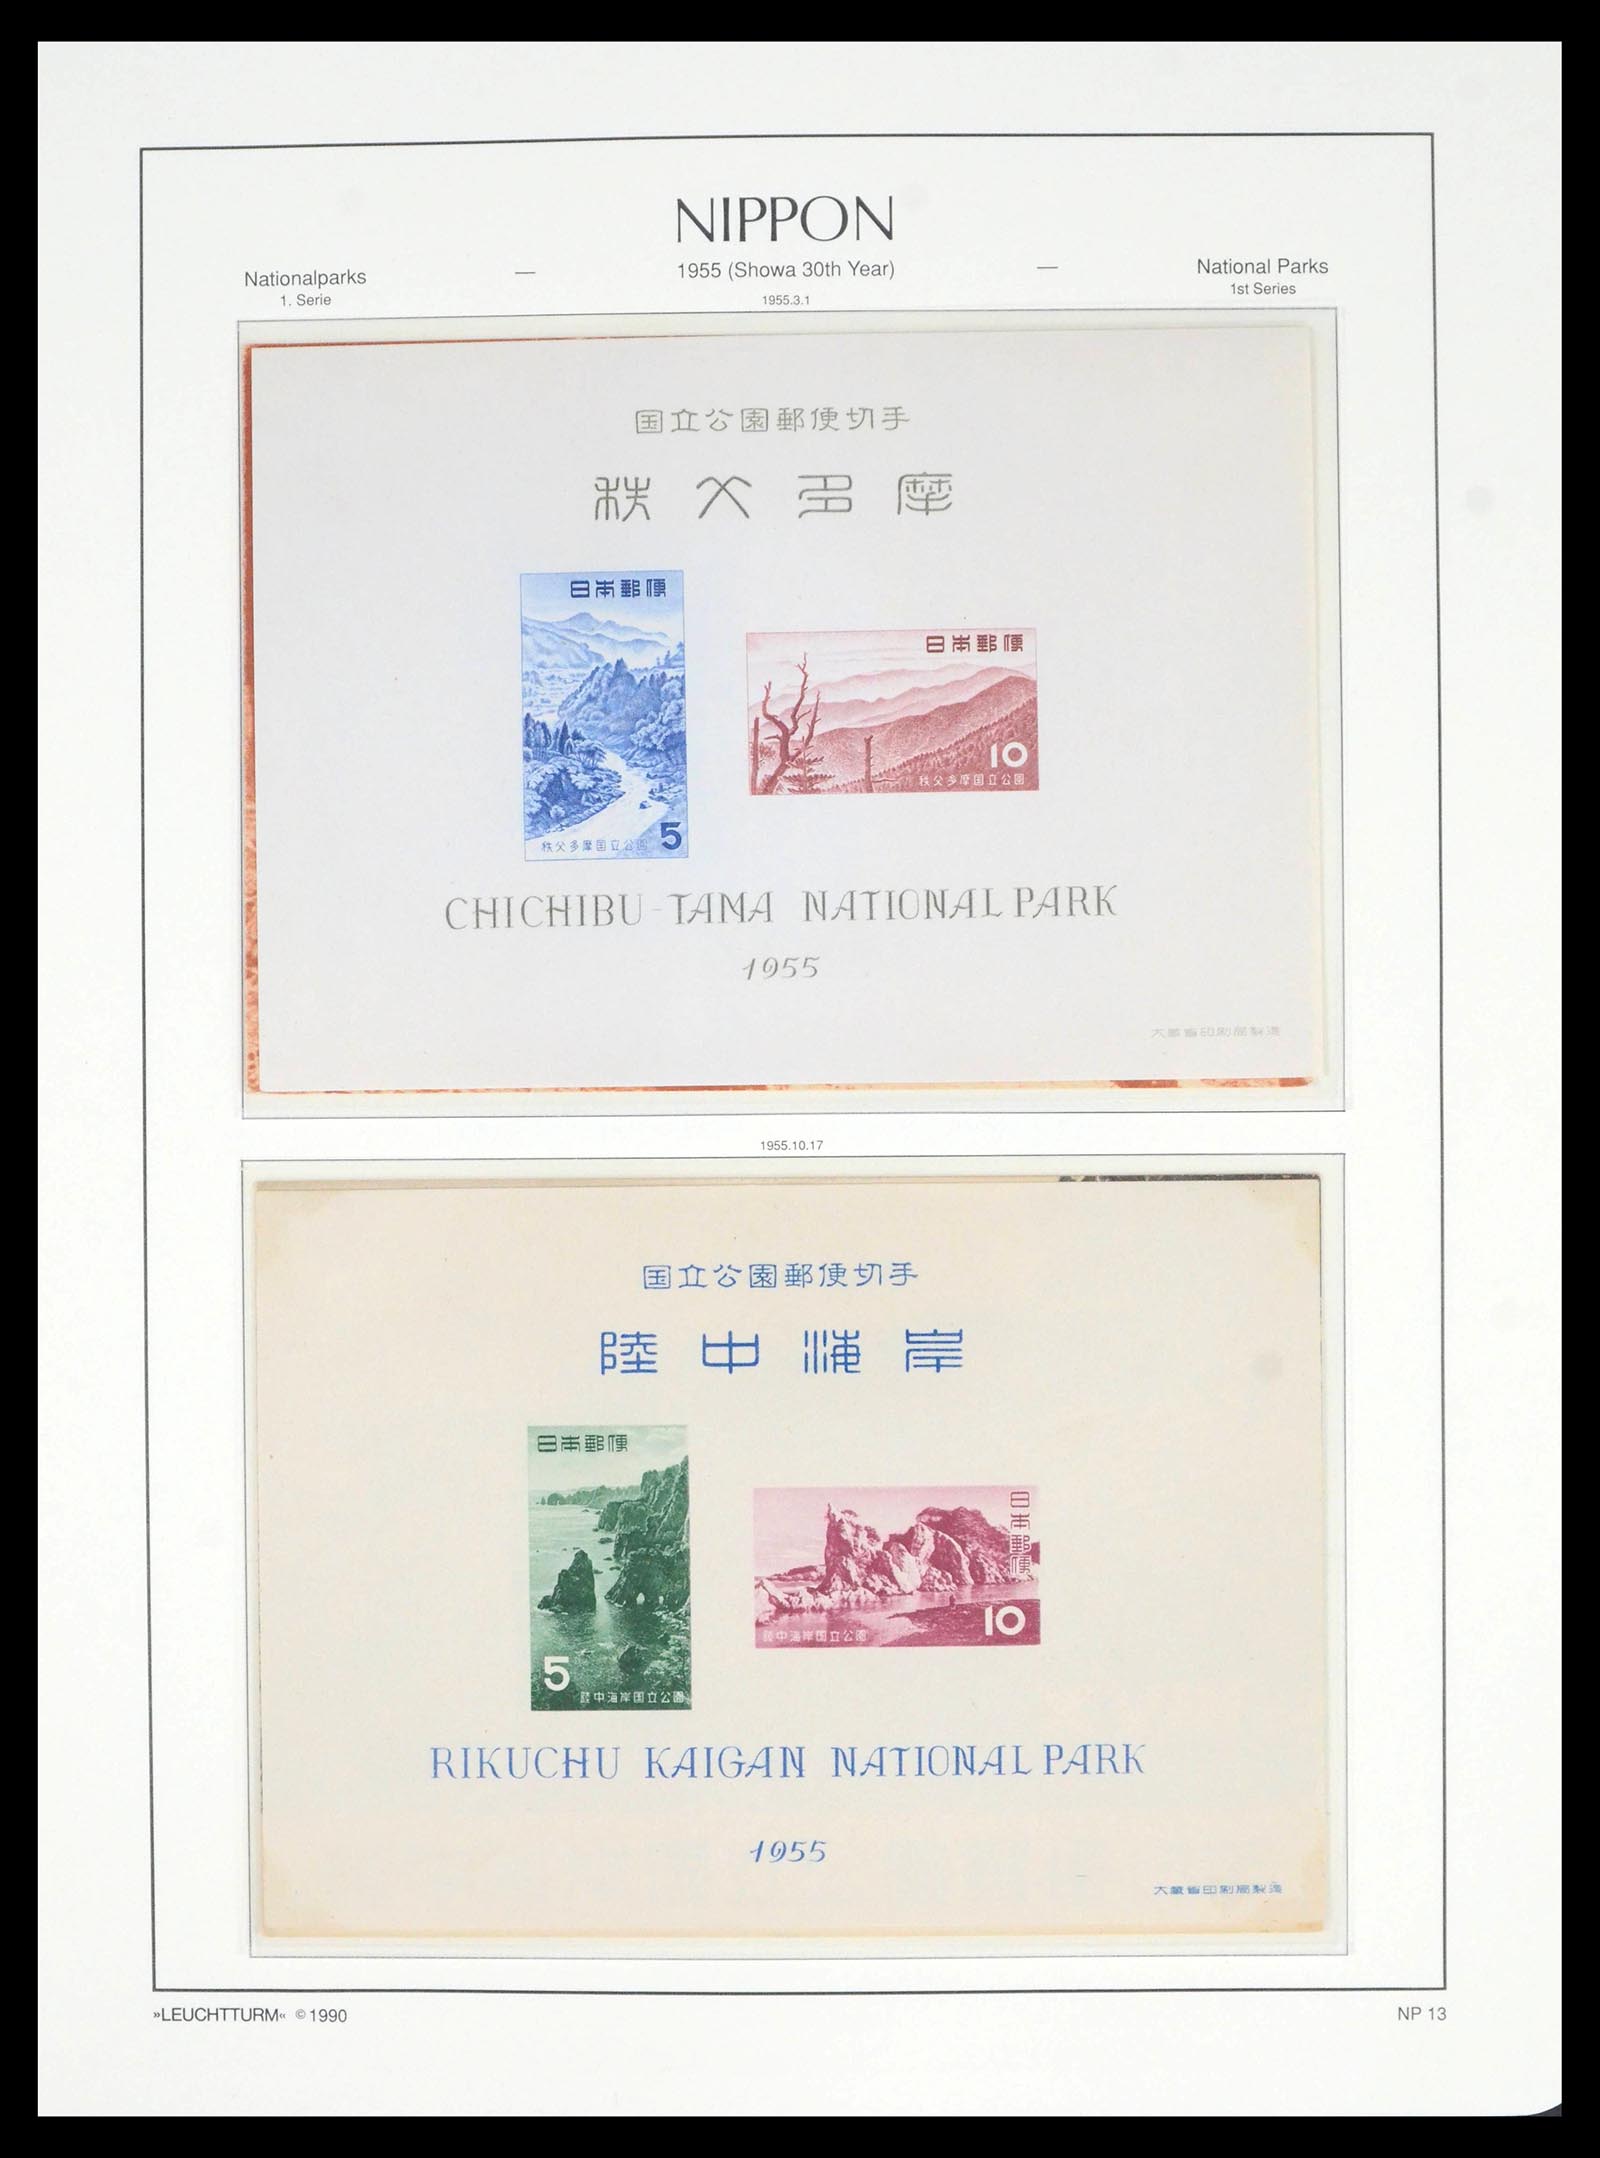 NIPPON
Nationalparks — 1955 (Showa 30th Year) — National Parks
1. Serie 1955.3.1 1st Series
国立公園郵便切手
秩父多摩
日本郵便
日本郵便
10
秩父多摩国立公園
5
秩父多摩国立公園
CHICHIBU-TAMA NATIONAL PARK
1955
大蔵省印刷局製造
1955.10.17
国立公園郵便切手
陸中海岸
日本郵便
日本郵便
10
陸中海岸国立公園
5
陸中海岸国立公園
RIKUCHU KAIGAN NATIONAL PARK
1955
大蔵省印刷局製造
»LEUCHTTURM« © 1990 NP 13